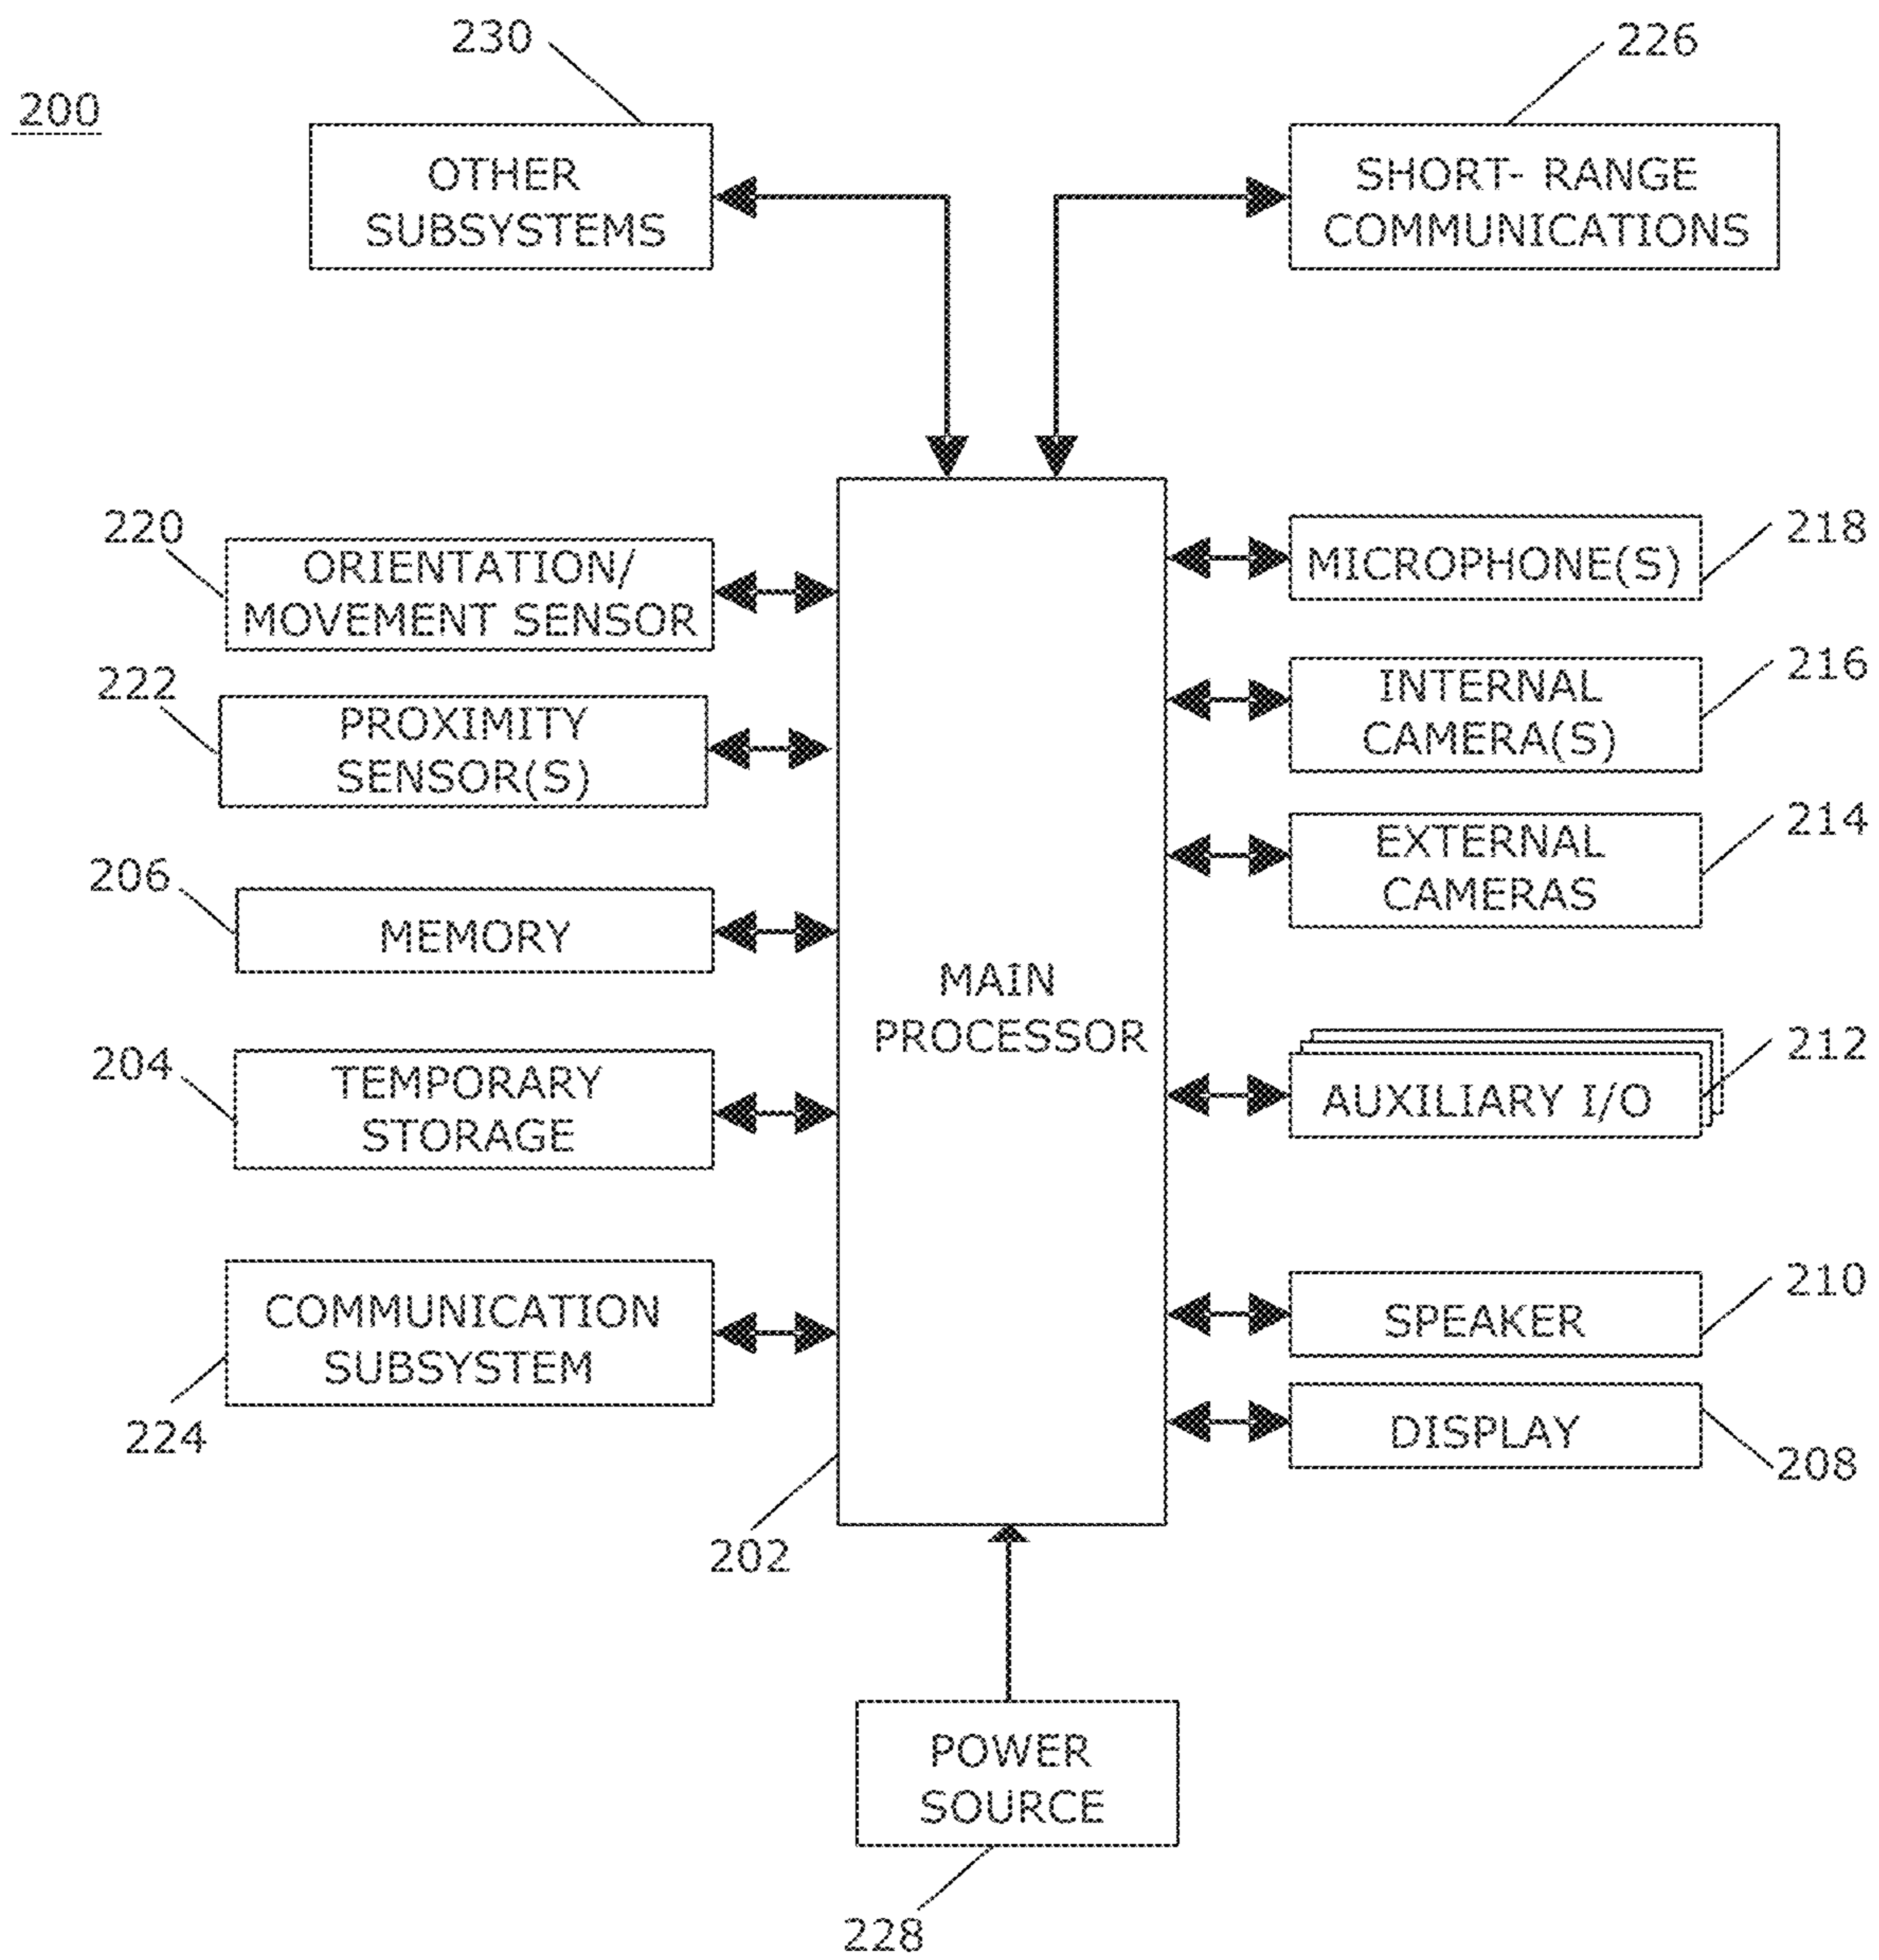 230
226
200
OTHER
SUBSYSTEMS
SHORT- RANGE
COMMUNICATIONS
220
ORIENTATION/
MOVEMENT SENSOR
222
PROXIMITY
SENSOR(S)
206
MEMORY
204
TEMPORARY
STORAGE
COMMUNICATION
SUBSYSTEM
224
MAIN
PROCESSOR
202
MICROPHONE(S)
218
INTERNAL
CAMERA(S)
216
EXTERNAL
CAMERAS
214
AUXILIARY I/O
212
SPEAKER
210
DISPLAY
208
POWER
SOURCE
228